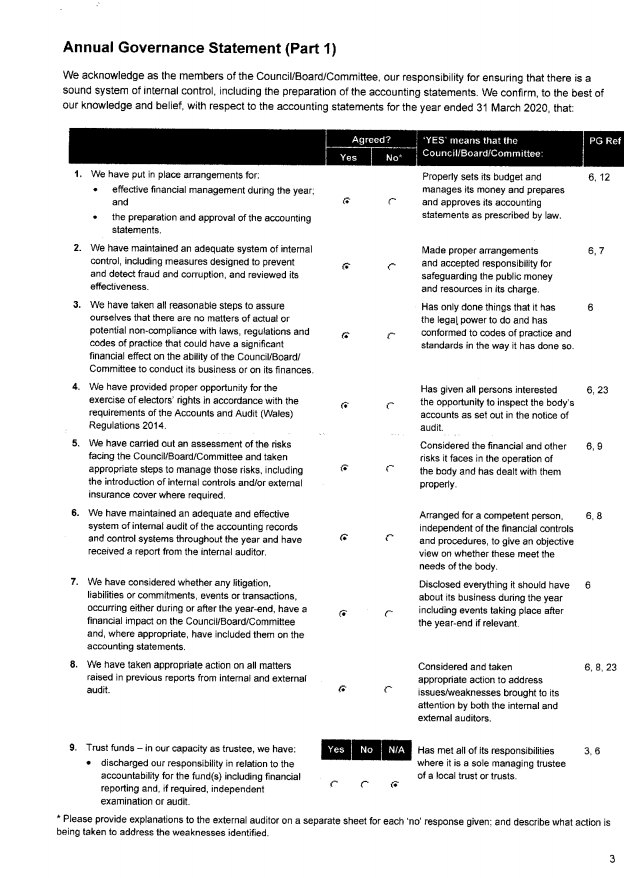 Annual Governance Statement (Part 1)
We acknowledge as the members of the Council/Board/Committee, our responsibility for ensuring that there is a
sound system of internal control, including the preparation of the accounting statements. We confirm, to the best of
our knowledge and belief, with respect to the accounting statements for the year ended 31 March 2020, that:
Agreed?
'YES' means that the
Council/Board/Committee:
PG Ref
Yes
No*
1. We have put in place arrangements for:
• effective financial management during the year;
and
• the preparation and approval of the accounting
statements.
Properly sets its budget and
manages its money and prepares
and approves its accounting
statements as prescribed by law.
6, 12
2. We have maintained an adequate system of internal
control, including measures designed to prevent
and detect fraud and corruption, and reviewed its
effectiveness.
Made proper arrangements
and accepted responsibility for
safeguarding the public money
and resources in its charge.
6, 7
3. We have taken all reasonable steps to assure
ourselves that there are no matters of actual or
potential non-compliance with laws, regulations and
codes of practice that could have a significant
financial effect on the ability of the Council/Board/
Committee to conduct its business or on its finances.
Has only done things that it has
the legal power to do and has
conformed to codes of practice and
standards in the way it has done so.
6
4. We have provided proper opportunity for the
exercise of electors' rights in accordance with the
requirements of the Accounts and Audit (Wales)
Regulations 2014.
Has given all persons interested
the opportunity to inspect the body's
accounts as set out in the notice of
audit.
6, 23
5. We have carried out an assessment of the risks
facing the Council/Board/Committee and taken
appropriate steps to manage those risks, including
the introduction of internal controls and/or external
insurance cover where required.
Considered the financial and other
risks it faces in the operation of
the body and has dealt with them
properly.
6, 9
6. We have maintained an adequate and effective
system of internal audit of the accounting records
and control systems throughout the year and have
received a report from the internal auditor.
Arranged for a competent person,
independent of the financial controls
and procedures, to give an objective
view on whether these meet the
needs of the body.
6, 8
7. We have considered whether any litigation,
liabilities or commitments, events or transactions,
occurring either during or after the year-end, have a
financial impact on the Council/Board/Committee
and, where appropriate, have included them on the
accounting statements.
Disclosed everything it should have
about its business during the year
including events taking place after
the year-end if relevant.
6
8. We have taken appropriate action on all matters
raised in previous reports from internal and external
audit.
Considered and taken
appropriate action to address
issues/weaknesses brought to its
attention by both the internal and
external auditors.
6, 8, 23
9. Trust funds – in our capacity as trustee, we have:
• discharged our responsibility in relation to the
accountability for the fund(s) including financial
reporting and, if required, independent
examination or audit.
Yes
No
N/A
Has met all of its responsibilities
where it is a sole managing trustee
of a local trust or trusts.
3, 6
* Please provide explanations to the external auditor on a separate sheet for each 'no' response given; and describe what action is
being taken to address the weaknesses identified.
3